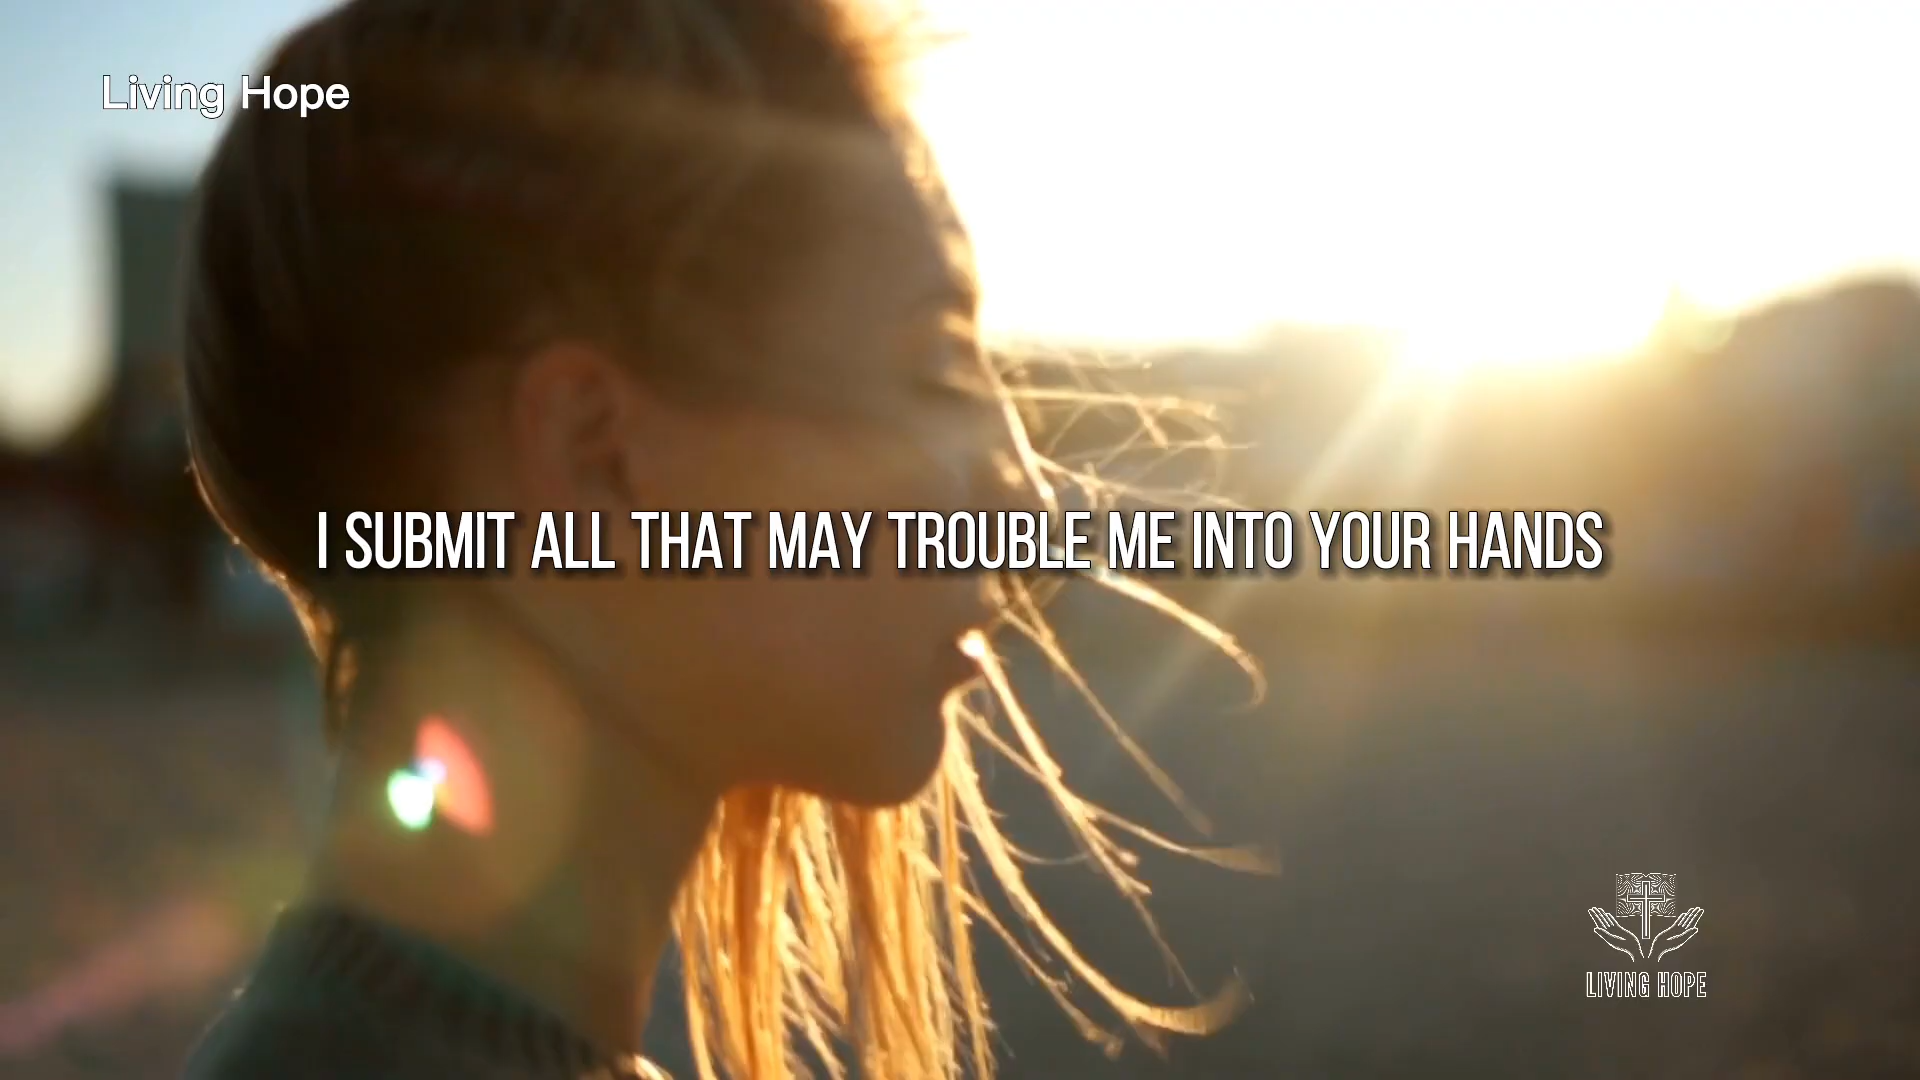 Living Hope
I SUBMIT ALL THAT MAY TROUBLE ME INTO YOUR HANDS
LIVING HOPE